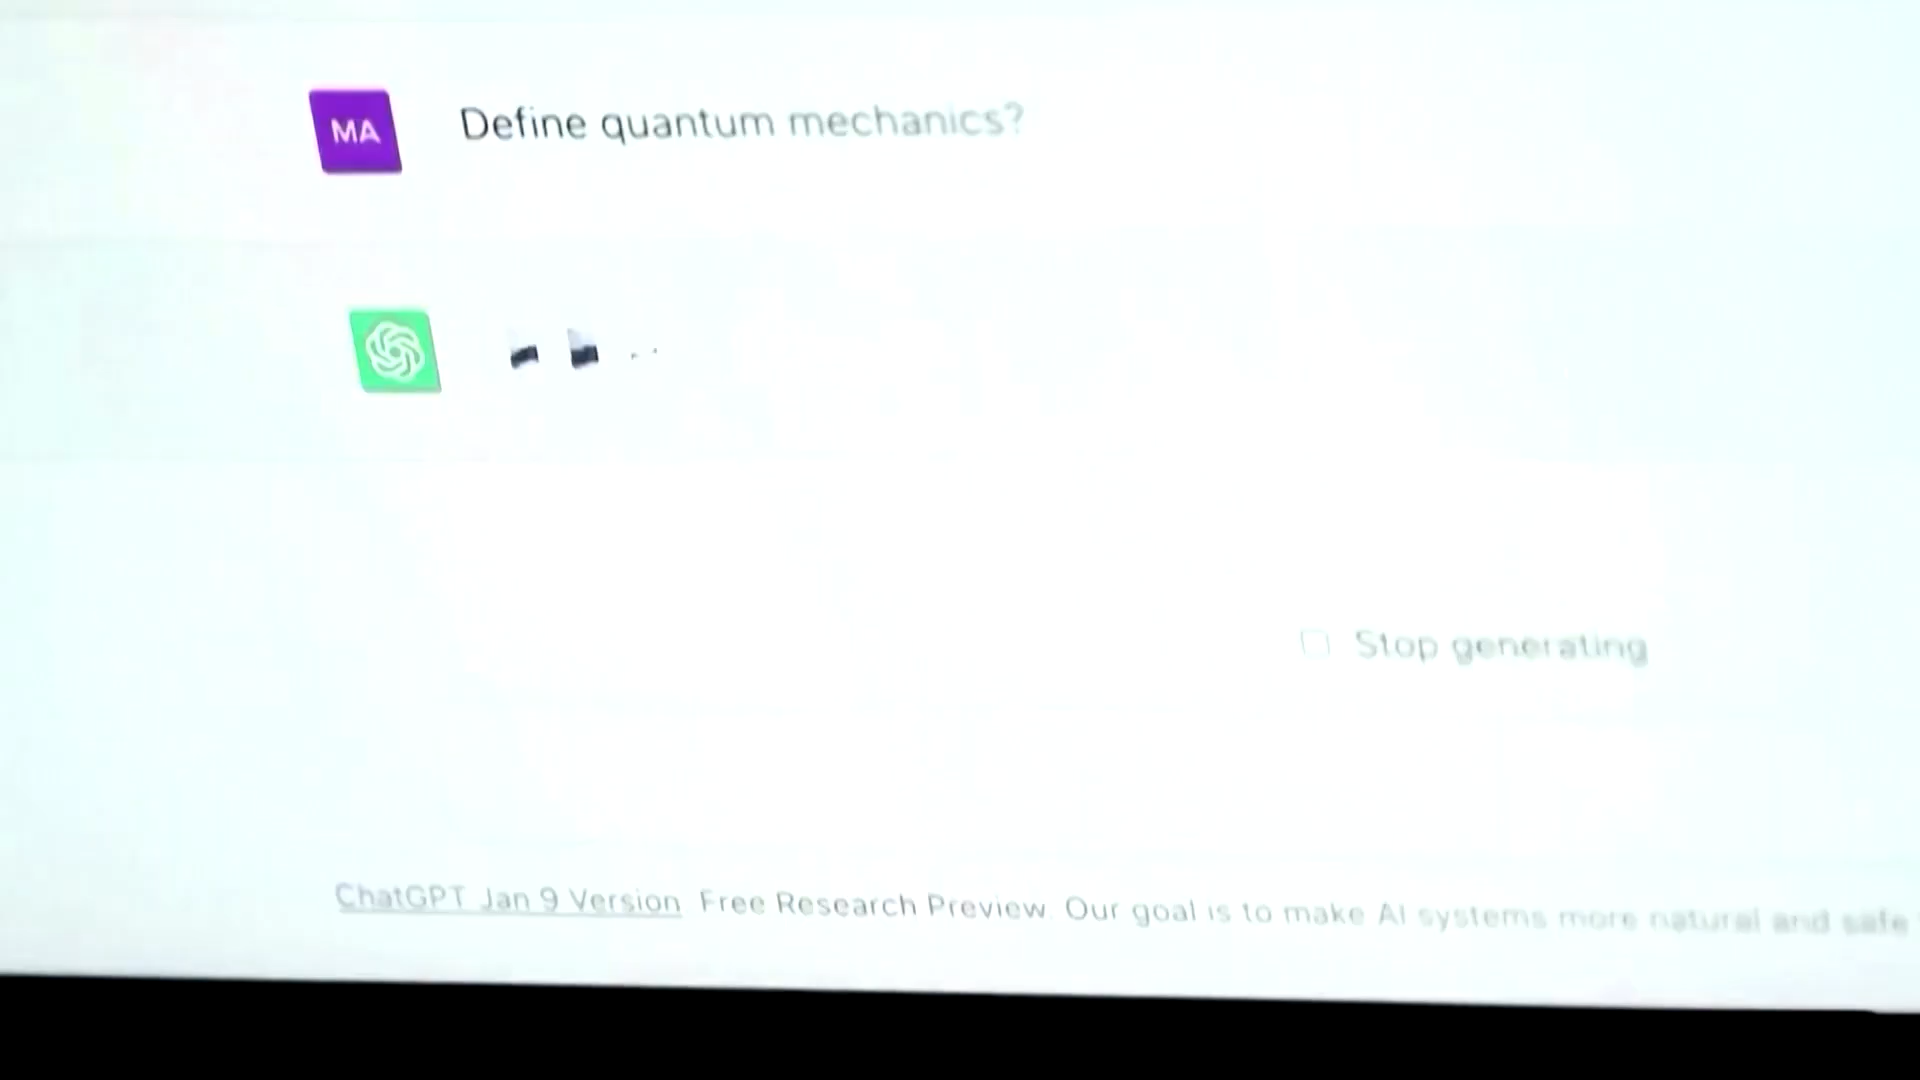 MA
Define quantum mechanics?
Stop generating
ChatGPT Jan 9 Version. Free Research Preview. Our goal is to make AI systems more natural and safe